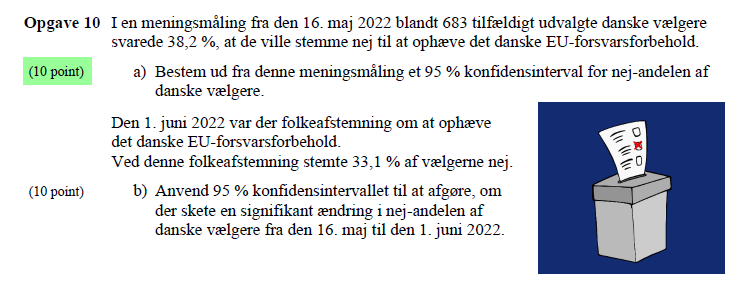 Opgave 10 I en meningsmåling fra den 16. maj 2022 blandt 683 tilfældigt udvalgte danske vælgere
svarede 38,2 %, at de ville stemme nej til at ophæve det danske EU-forsvarsforbehold.
(10 point) a) Bestem ud fra denne meningsmåling et 95 % konfidensinterval for nej-andelen af
danske vælgere.
Den 1. juni 2022 var der folkeafstemning om at ophæve
det danske EU-forsvarsforbehold.
Ved denne folkeafstemning stemte 33,1 % af vælgerne nej.
(10 point) b) Anvend 95 % konfidensintervallet til at afgøre, om
der skete en signifikant ændring i nej-andelen af
danske vælgere fra den 16. maj til den 1. juni 2022.